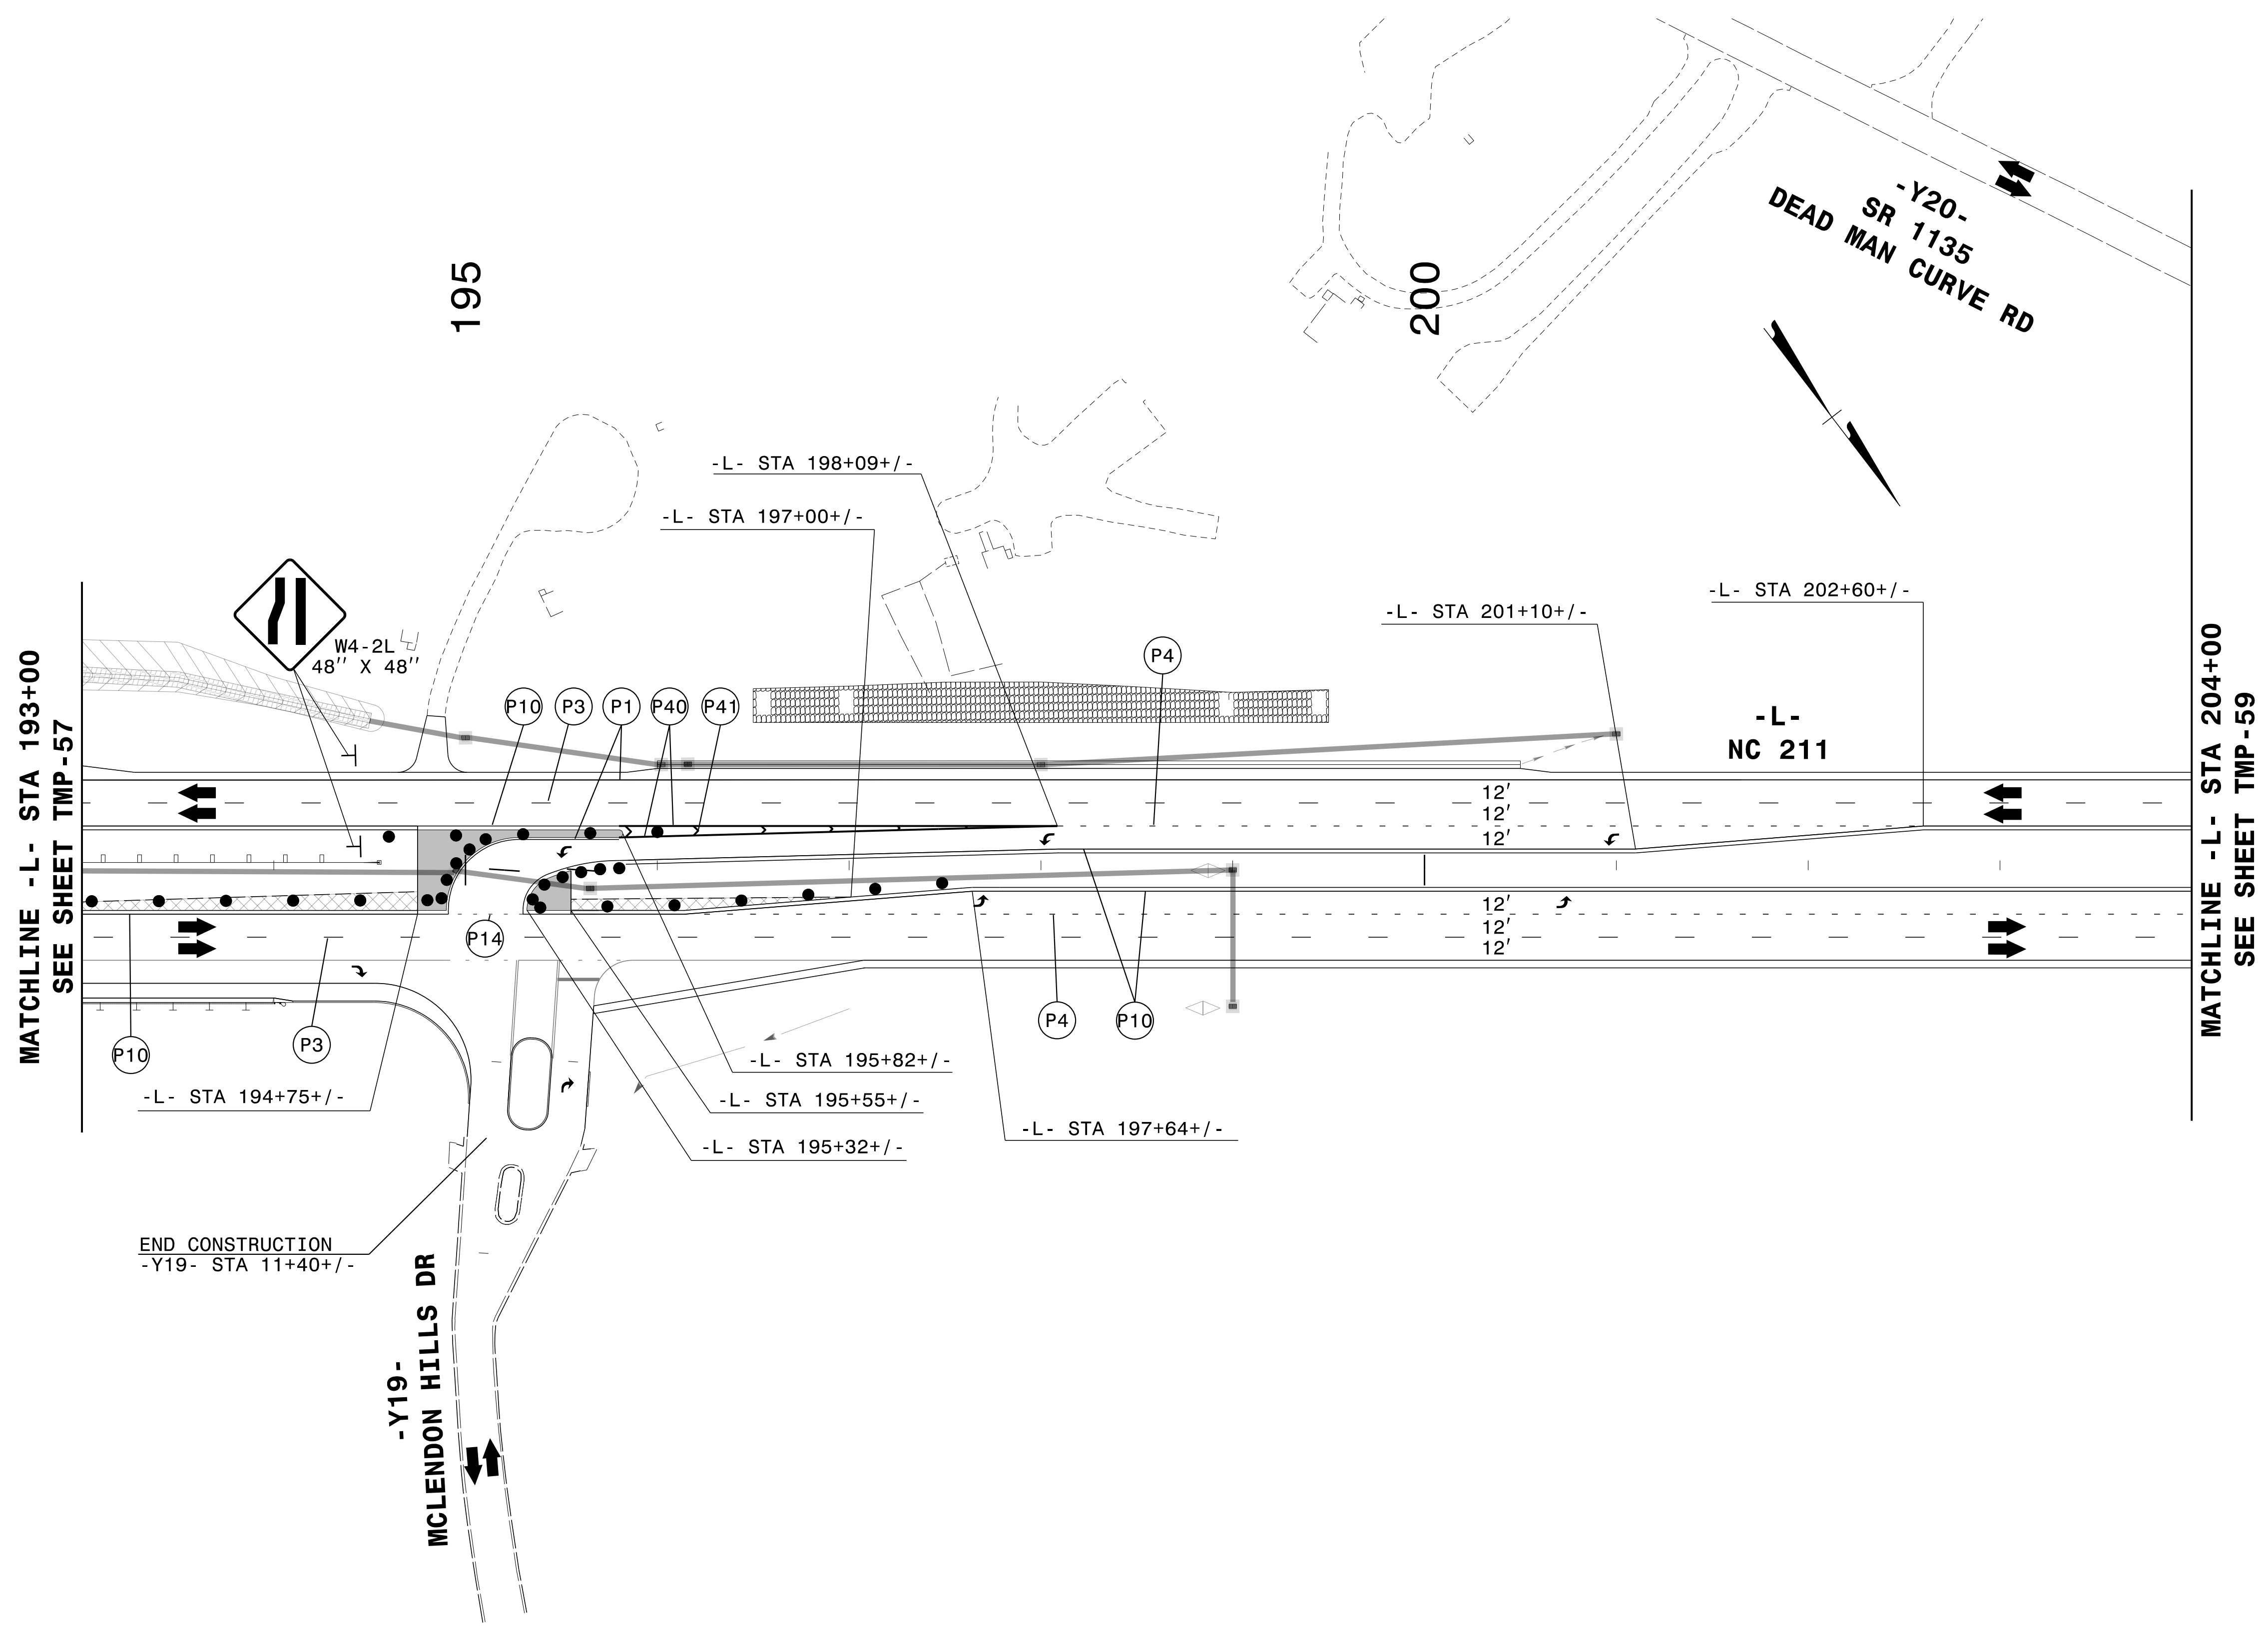 -Y20-
SR 1135
DEAD MAN CURVE RD
195
200
-L- STA 198+09+/-
-L- STA 197+00+/-
W4-2L
48'' X 48''
-L- STA 201+10+/-
-L- STA 202+60+/-
P4
P10
P3
P1
P40
P41
-L-
NC 211
MATCHLINE -L- STA 193+00
SEE SHEET TMP-57
MATCHLINE -L- STA 204+00
SEE SHEET TMP-59
12'
12'
12'
12'
12'
12'
P14
P10
P3
P4
P10
-L- STA 194+75+/-
-L- STA 195+82+/-
-L- STA 195+55+/-
-L- STA 195+32+/-
-L- STA 197+64+/-
END CONSTRUCTION
-Y19- STA 11+40+/-
-Y19-
MCLENDON HILLS DR